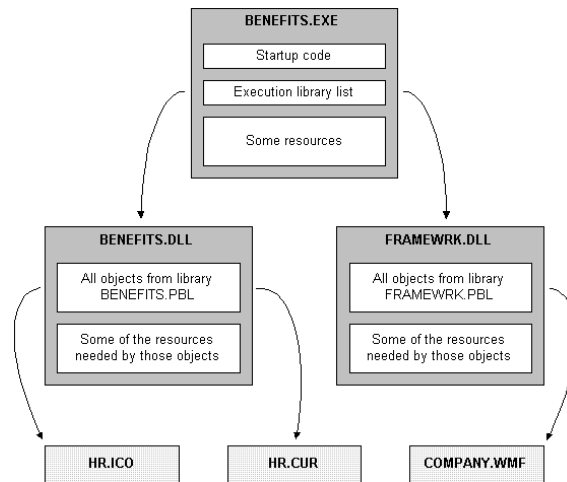 BENEFITS.EXE
Startup code
Execution library list
Some resources
BENEFITS.DLL
All objects from library
BENEFITS.PBL
Some of the resources
needed by those objects
FRAMEWRK.DLL
All objects from library
FRAMEWRK.PBL
Some of the resources
needed by those objects
HR.ICO
HR.CUR
COMPANY.WMF